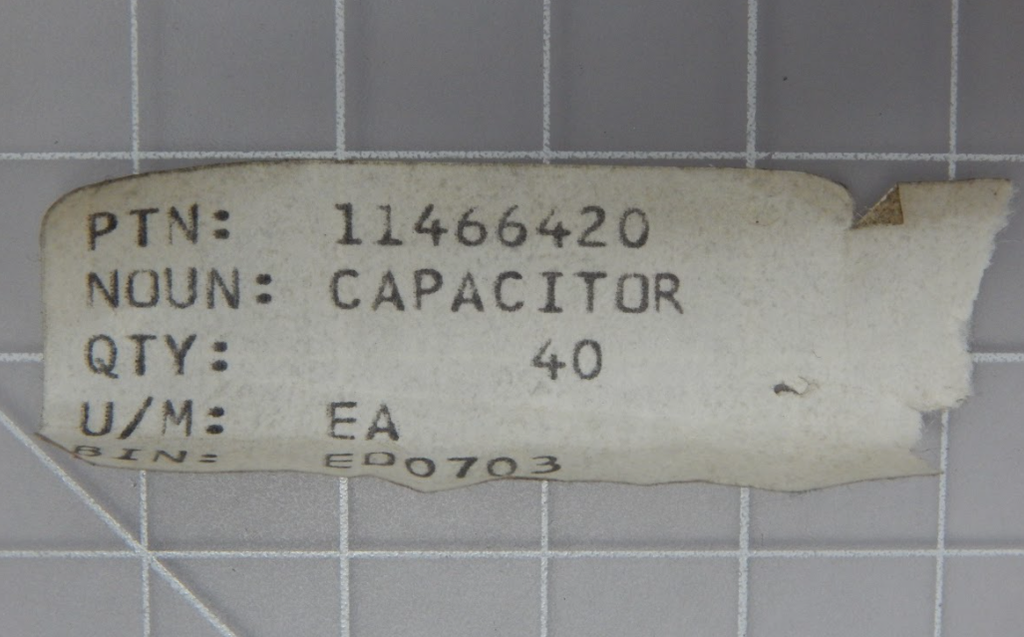 PTN: 11466420
NOUN: CAPACITOR
QTY: 40
U/M: EA
BIN: ED0703